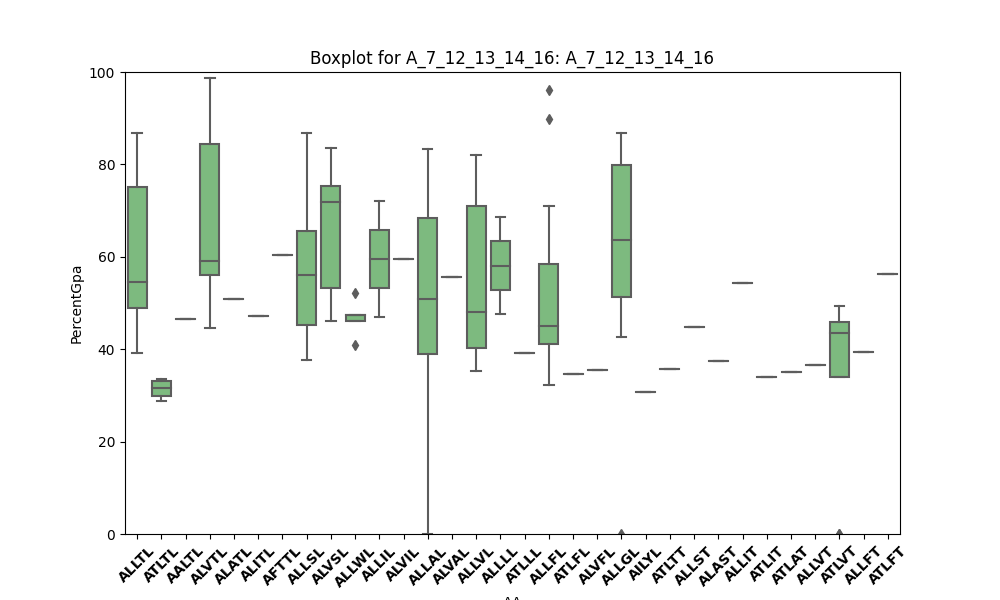 Boxplot for A_7_12_13_14_16: A_7_12_13_14_16
100
80
60
40
20
0
PercentGpa
ALLTL
ATLTL
AALTL
ALVTL
ALATL
ALITL
AFTTL
ALLSL
ALVSL
ALLWL
ALLIL
ALVIL
ALLAL
ALVAL
ALLVL
ALLLL
ATLLL
ALLFL
ATLFL
ALVFL
ALLGL
AILYL
ATLTT
ALLST
ALAST
ALLIT
ATLIT
ATLAT
ALLVT
ATLVT
ALLFT
ATLFT